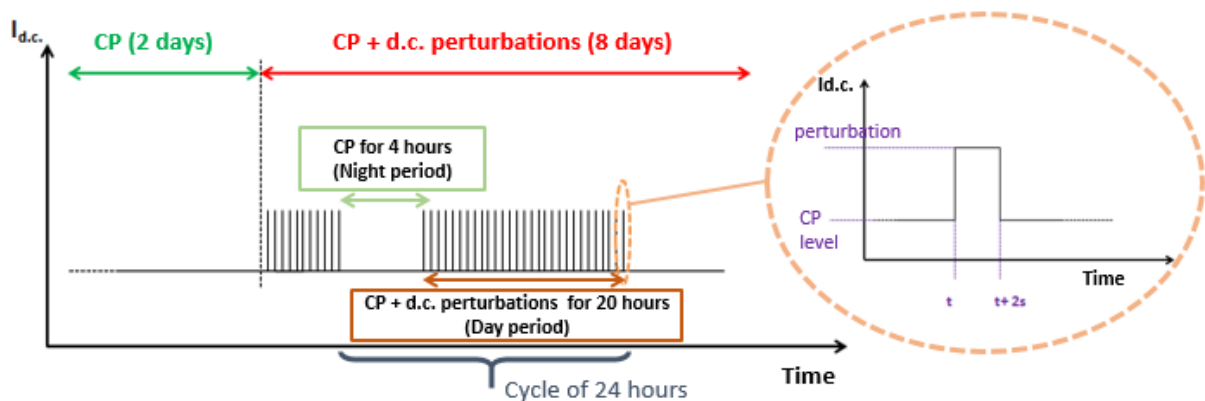 I d.c.
CP (2 days)
CP + d.c. perturbations (8 days)
CP for 4 hours
(Night period)
CP + d.c. perturbations for 20 hours
(Day period)
Cycle of 24 hours
Time
Id.c.
perturbation
CP
level
Time
t
t+ 2s